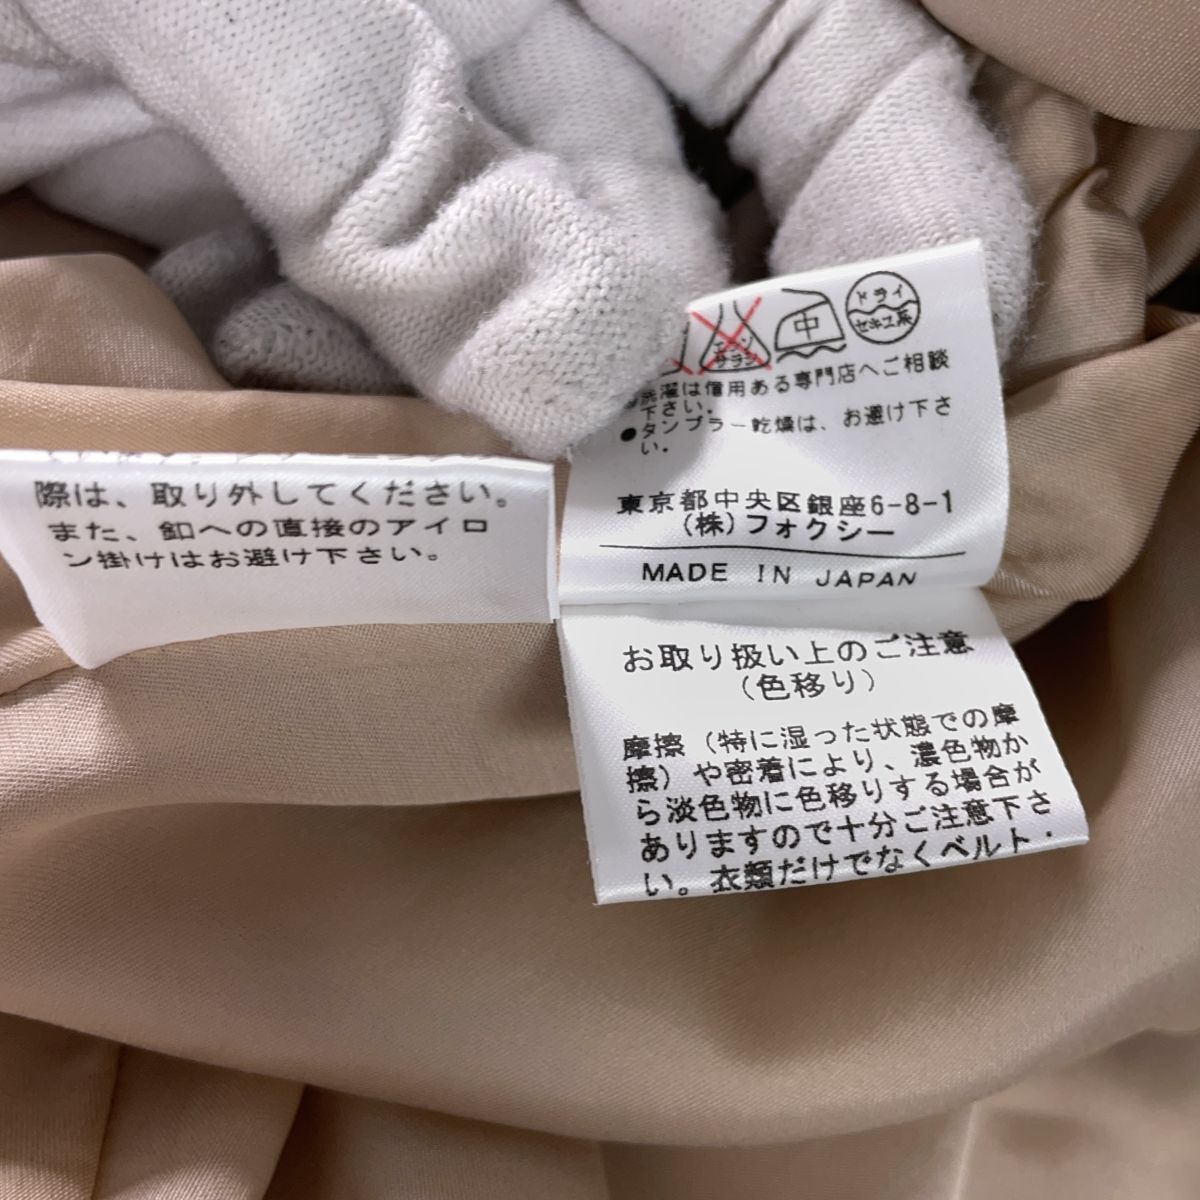 際は、取り外してください。
また、釦への直接のアイロ
ン掛けはお避け下さい。
エンソ
サラシ
中
ドライ
セキユ系
洗濯は信用ある専門店へご相談
下さい。
●タンブラー乾燥は、お避け下さ
い。
東京都中央区銀座6-8-1
(株)フォクシー
MADE IN JAPAN
お取り扱い上のご注意
(色移り)
摩擦(特に湿った状態での摩
擦)や密着により、濃色物か
ら淡色物に色移りする場合が
ありますので十分ご注意下さ
い。衣類だけでなくベルト・